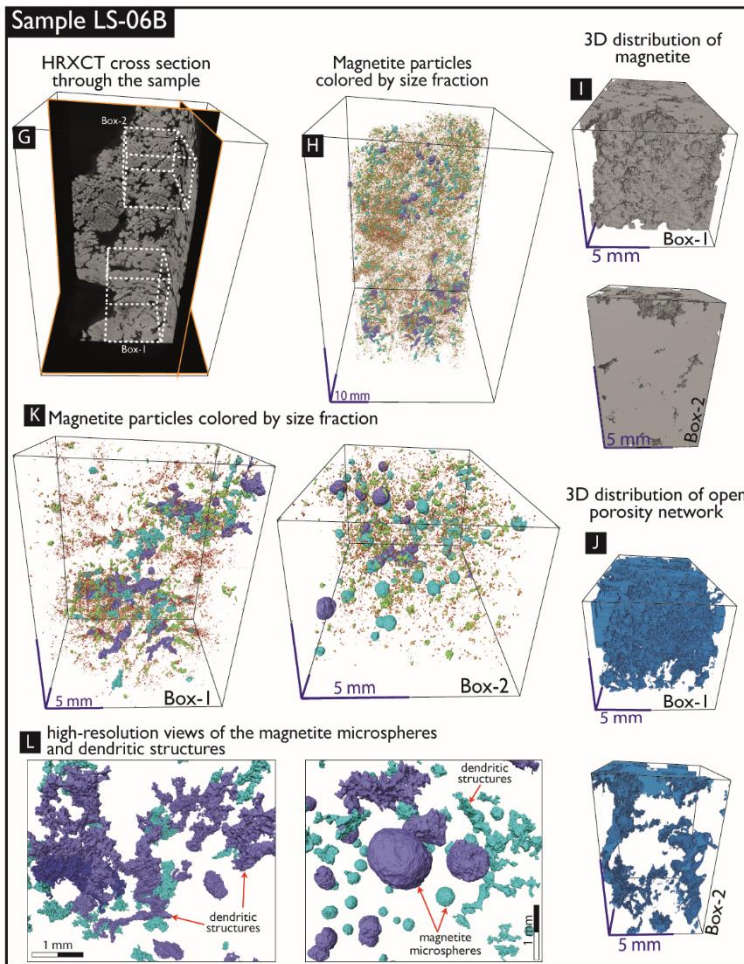 Sample LS-06B
HRXCT cross section
through the sample
Magnetite particles
colored by size fraction
3D distribution of
magnetite
G
Box-2
Box-1
H
10 mm
I
Box-1
5 mm
Box-2
5 mm
K Magnetite particles colored by size fraction
5 mm
Box-1
5 mm
Box-2
3D distribution of open
porosity network
J
Box-1
5 mm
Box-2
5 mm
L high-resolution views of the magnetite microspheres
and dendritic structures
dendritic
structures
1 mm
dendritic
structures
magnetite
microspheres
1 mm